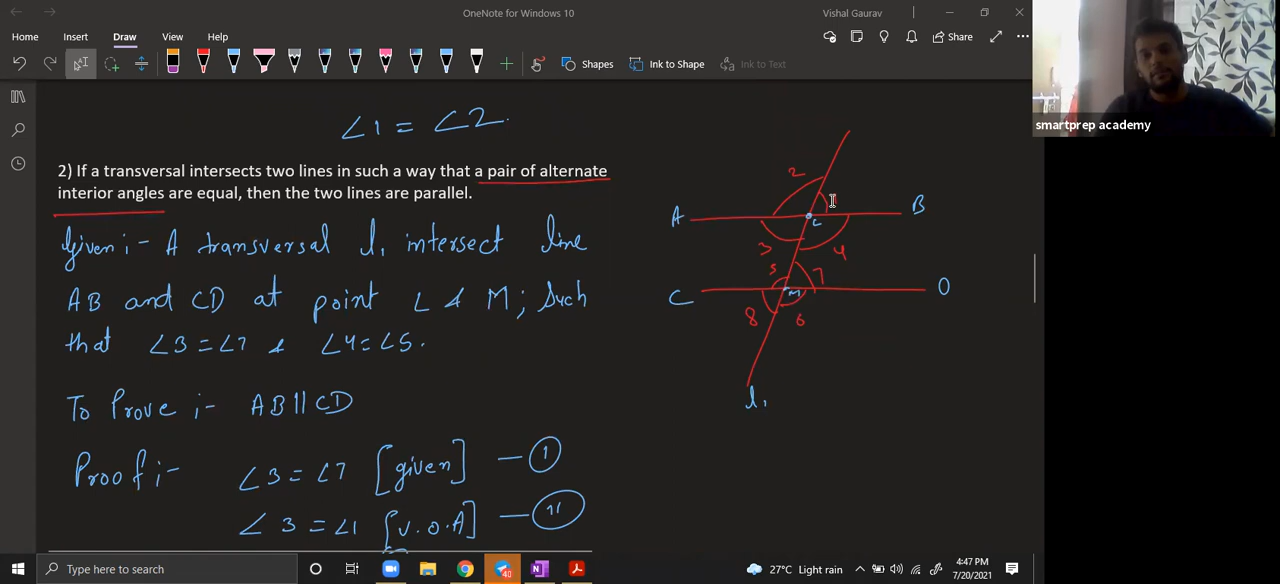 OneNote for Windows 10
Vishal Gaurav
Home Insert Draw View Help
Share
Shapes Ink to Shape Ink to Text
smartprep academy
∠1 = ∠2.
2) If a transversal intersects two lines in such a way that a pair of alternate
interior angles are equal, then the two lines are parallel.
Given :- A transversal l₁ intersect line
AB and CD at point L & M; such
that ∠3 = ∠7 & ∠4 = ∠5.
To Prove :- AB || CD
Proof :- ∠3 = ∠7 [given] — I
∠3 = ∠1 [V.O.A] — II
2
A B
L
3 4
5 7
C M D
8 6
l₁
Type here to search
40
27°C Light rain
4:47 PM
7/20/2021